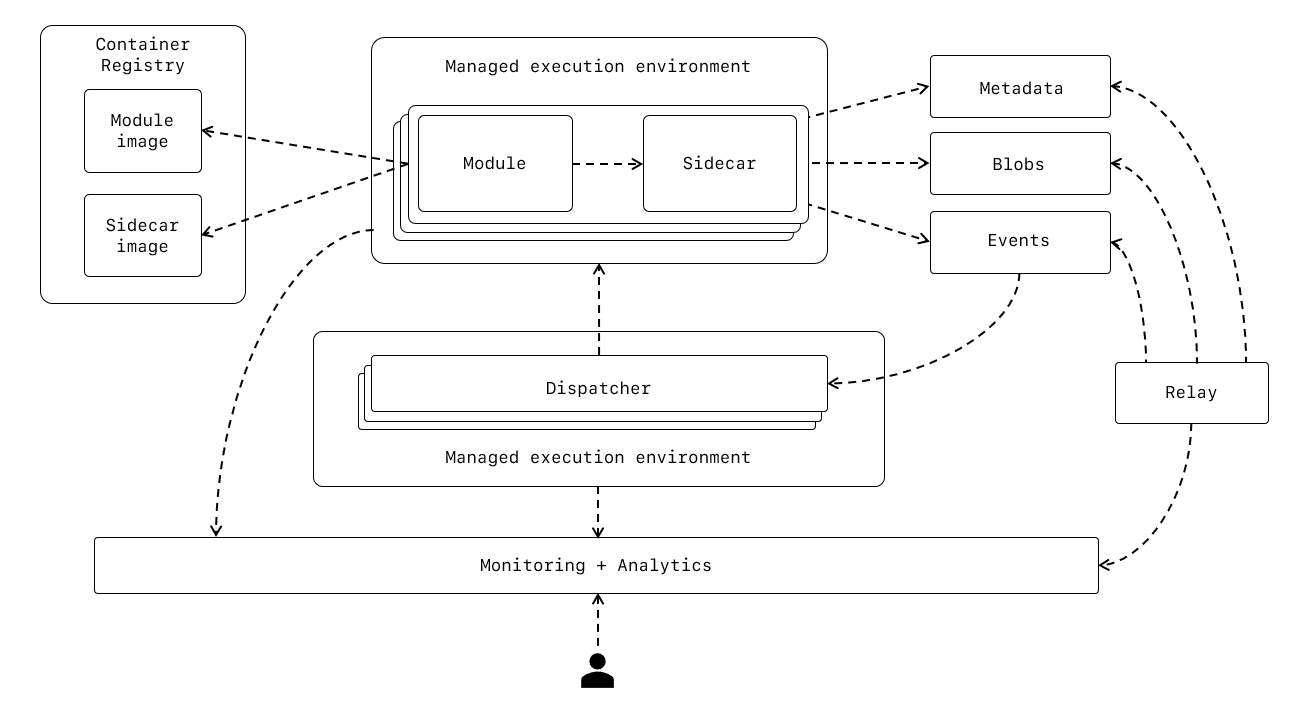 Container
Registry
Module
image
Sidecar
image
Managed execution environment
Module
Sidecar
Metadata
Blobs
Events
Dispatcher
Managed execution environment
Relay
Monitoring + Analytics